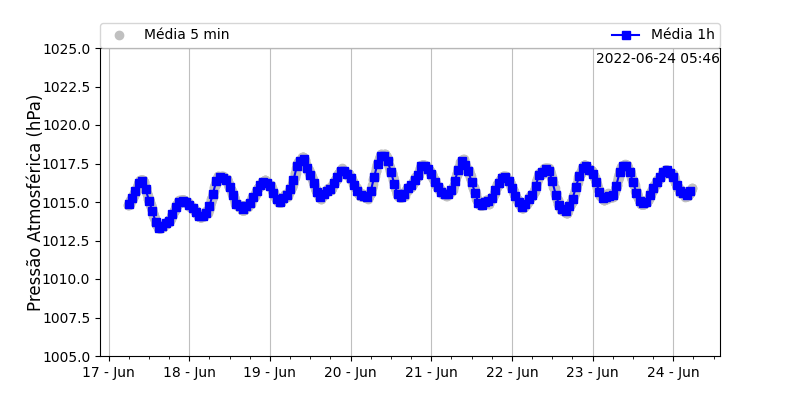 Média 5 min
Média 1h
2022-06-24 05:46
Pressão Atmosférica (hPa)
1025.0
1022.5
1020.0
1017.5
1015.0
1012.5
1010.0
1007.5
1005.0
17 - Jun
18 - Jun
19 - Jun
20 - Jun
21 - Jun
22 - Jun
23 - Jun
24 - Jun